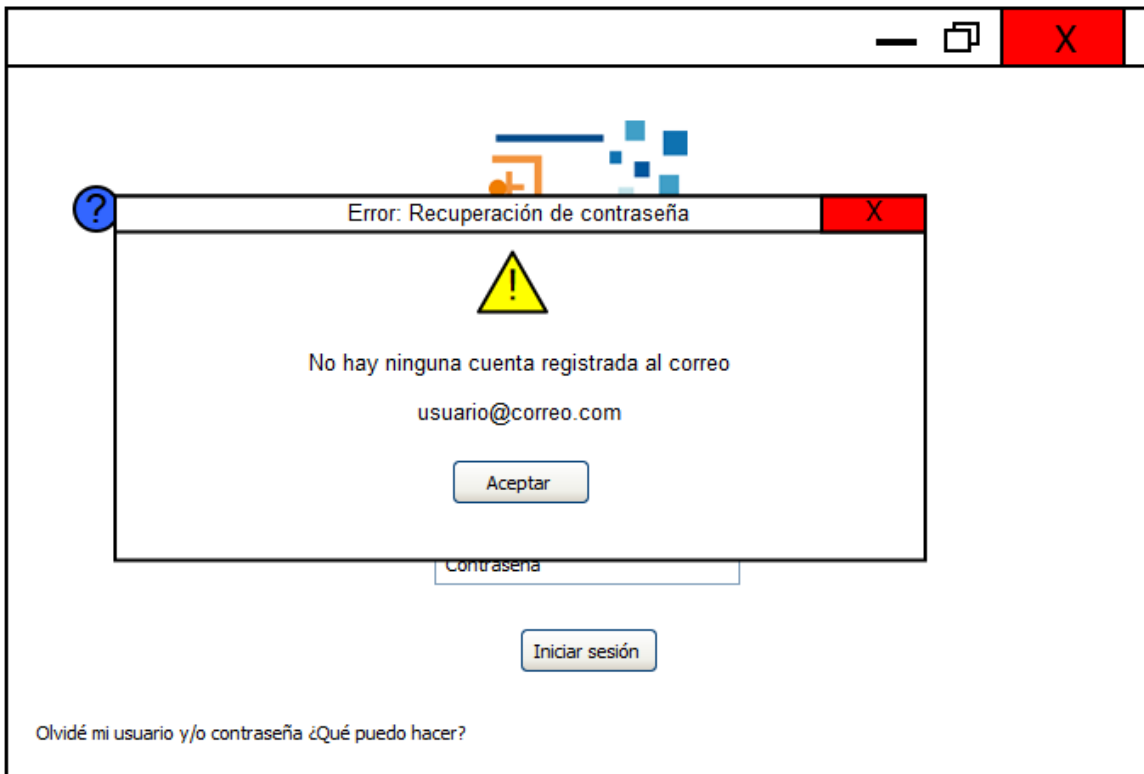 X
?
Error: Recuperación de contraseña
X
!
No hay ninguna cuenta registrada al correo
usuario@correo.com
Aceptar
Contraseña
Iniciar sesión
Olvidé mi usuario y/o contraseña ¿Qué puedo hacer?